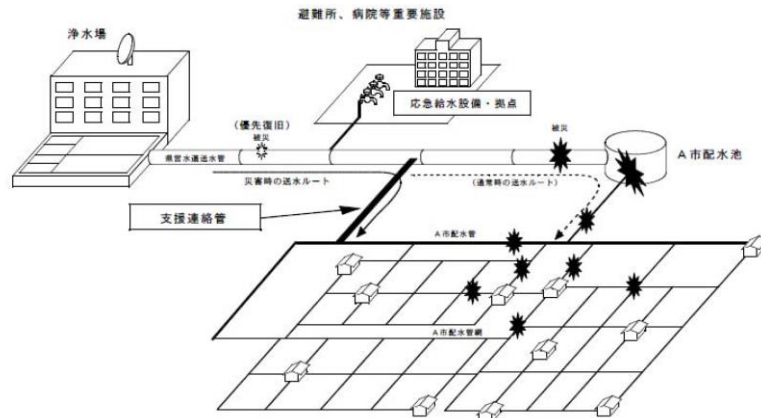 避難所、病院等重要施設
浄水場
応急給水設備・拠点
(優先復旧)
被災
被災
県営水道送水管
A市配水池
災害時の送水ルート
(通常時の送水ルート)
支援連絡管
A市配水管
A市配水管網